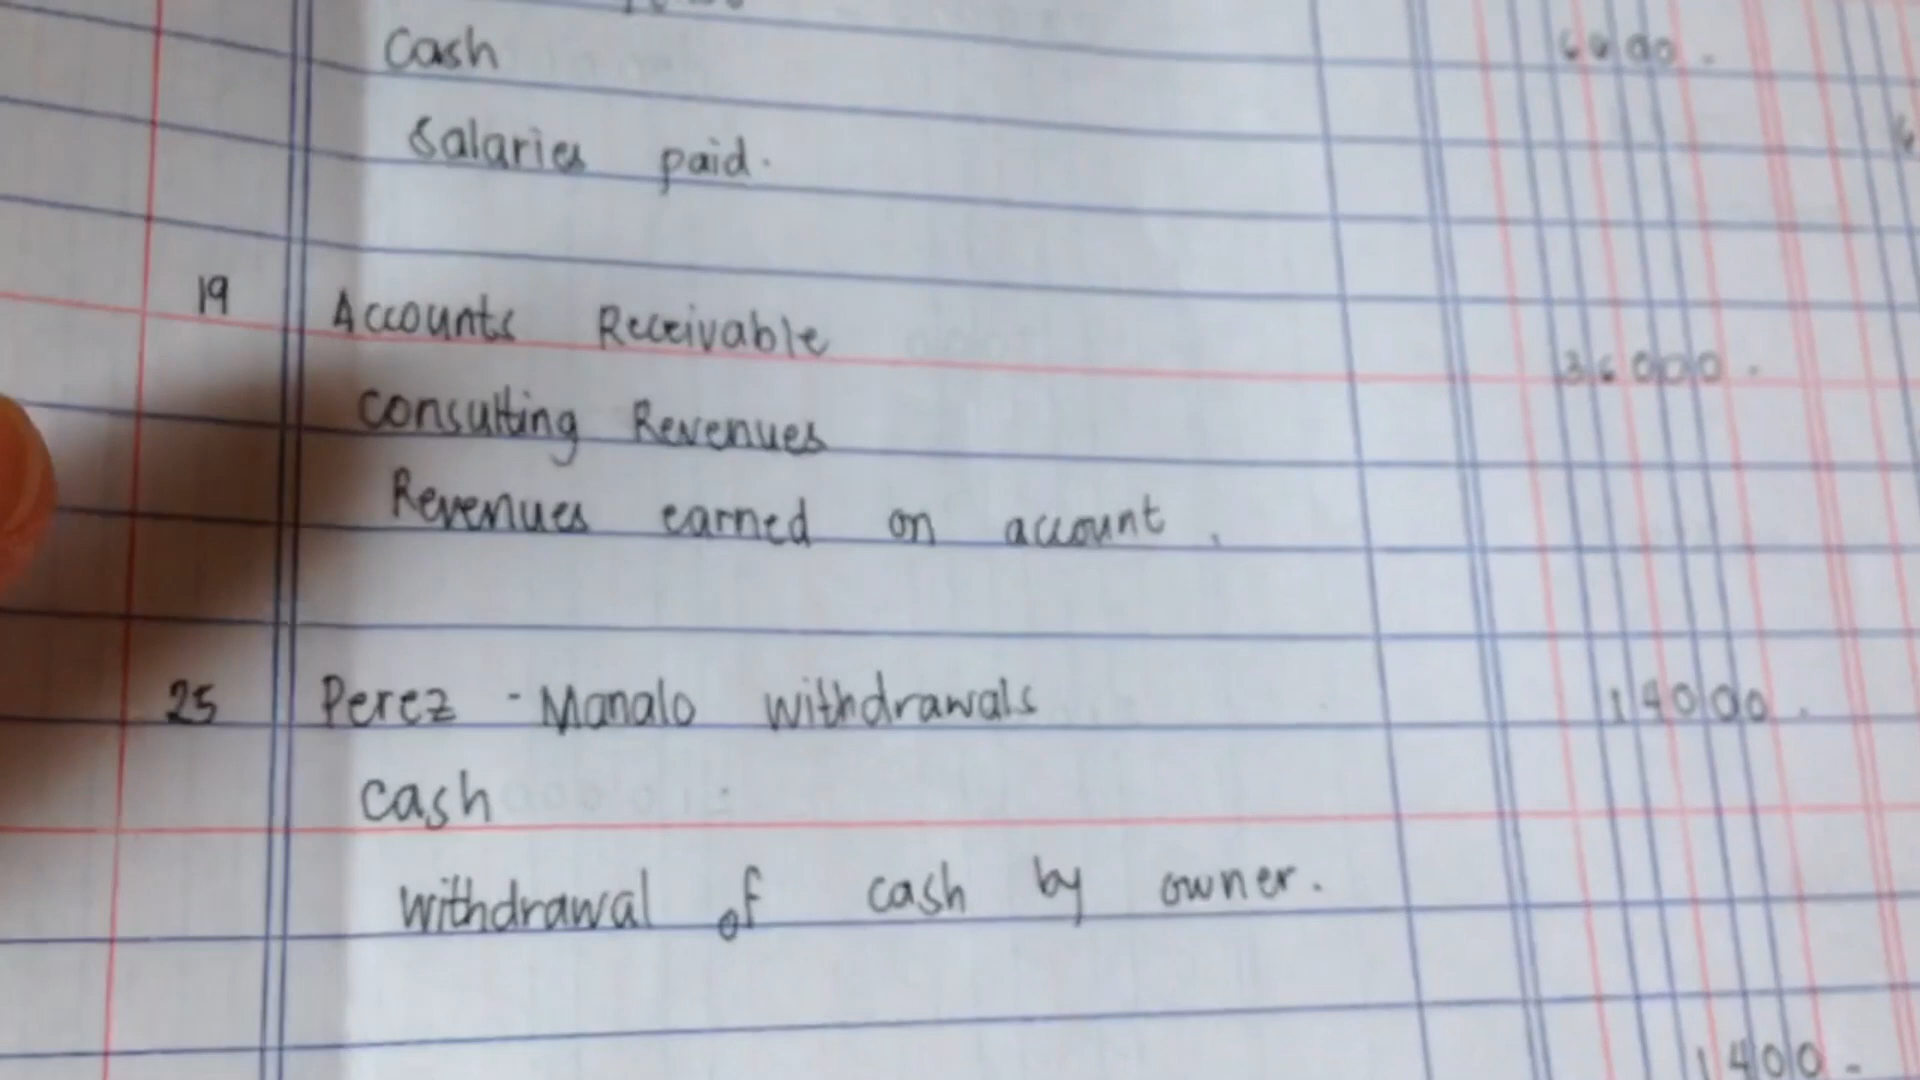 Cash
Salaries paid.
19 Accounts Receivable 36000.
Consulting Revenues
Revenues earned on account.
25 Perez - Manalo withdrawals 14000.
Cash
Withdrawal of cash by owner.
1400-